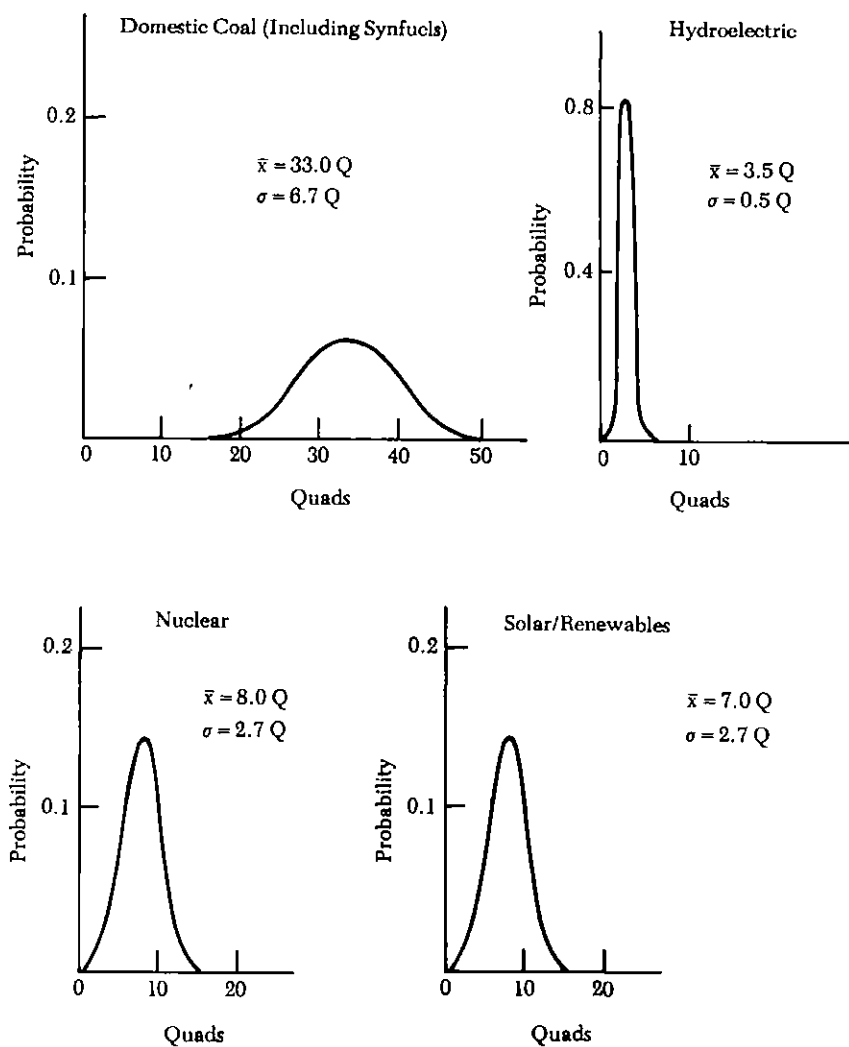 Domestic Coal (Including Synfuels)
0.2
0.1
Probability
x̄ = 33.0 Q
σ = 6.7 Q
0 10 20 30 40 50
Quads
Hydroelectric
0.8
0.4
Probability
x̄ = 3.5 Q
σ = 0.5 Q
0 10
Quads
Nuclear
0.2
0.1
Probability
x̄ = 8.0 Q
σ = 2.7 Q
0 10 20
Quads
Solar/Renewables
0.2
0.1
Probability
x̄ = 7.0 Q
σ = 2.7 Q
0 10 20
Quads